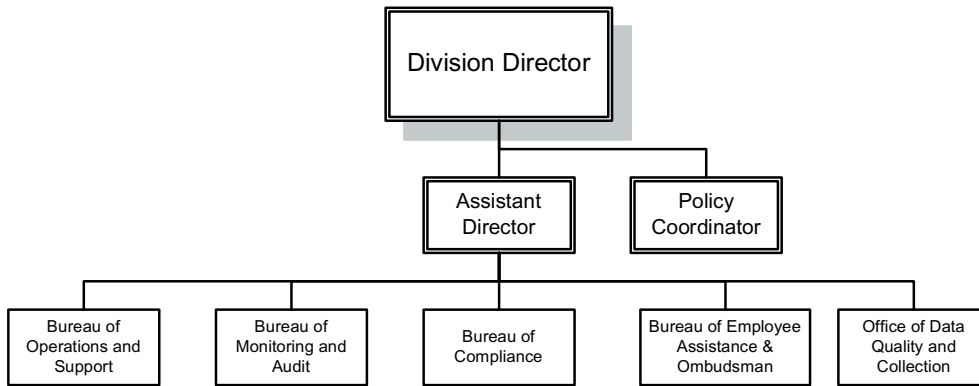 Division Director
Assistant
Director
Policy
Coordinator
Bureau of
Operations and
Support
Bureau of
Monitoring and
Audit
Bureau of
Compliance
Bureau of Employee
Assistance &
Ombudsman
Office of Data
Quality and
Collection